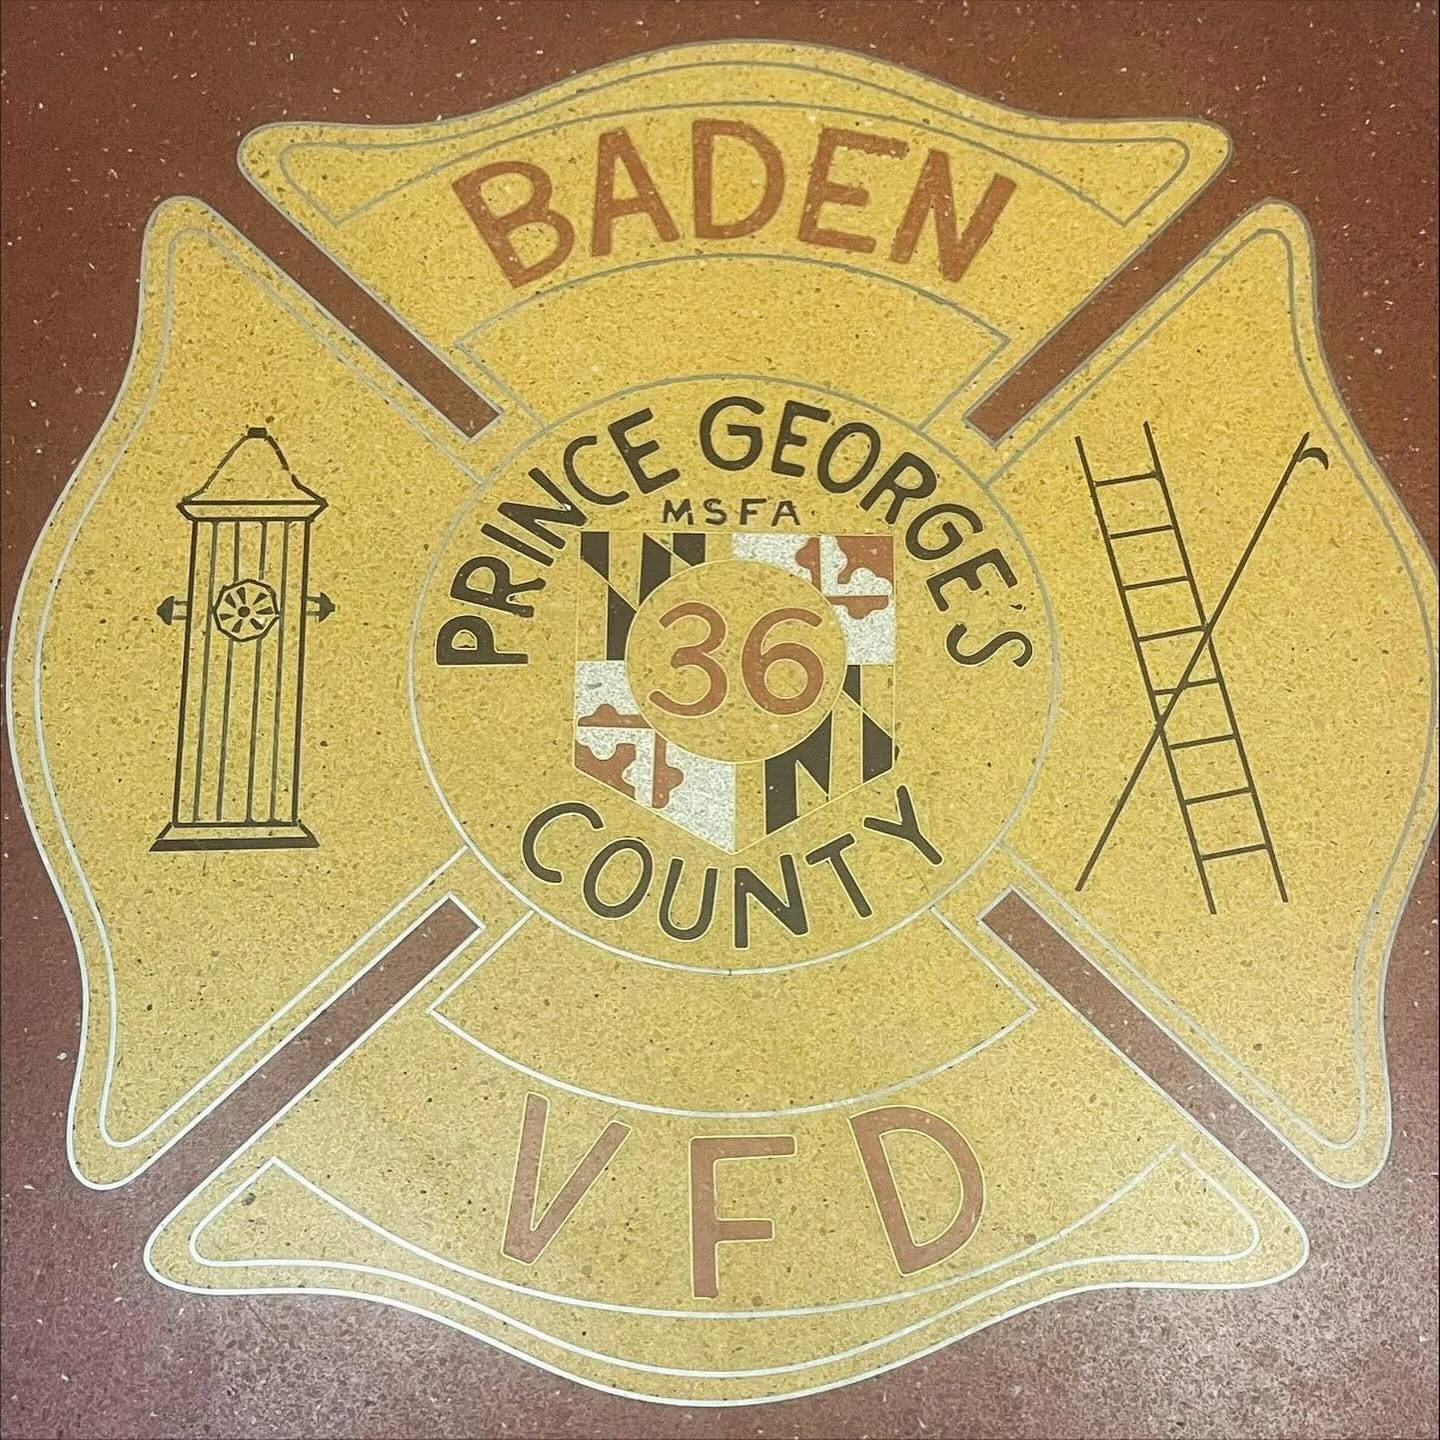 BADEN
PRINCE GEORGE'S
MSFA
36
COUNTY
VFD